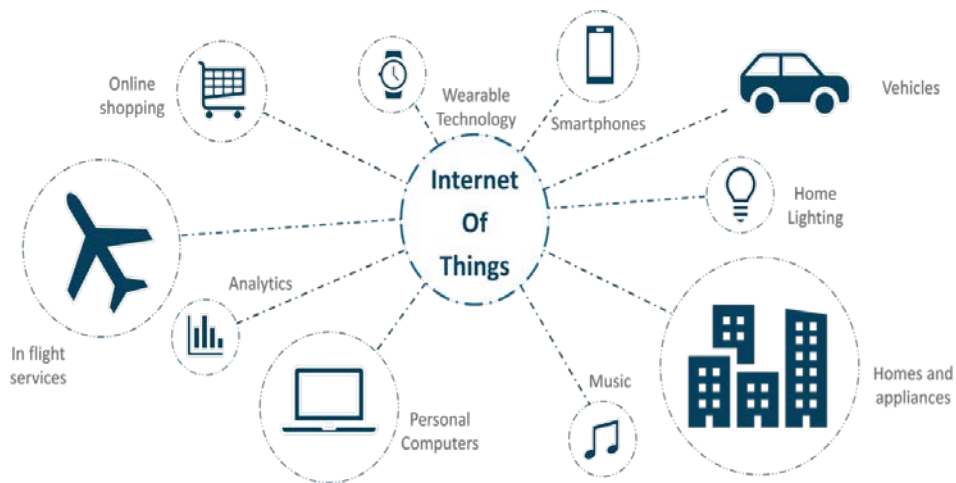 Online
shopping
Wearable
Technology
Smartphones
Vehicles
Internet
Of
Things
Home
Lighting
Analytics
In flight
services
Personal
Computers
Music
Homes and
appliances